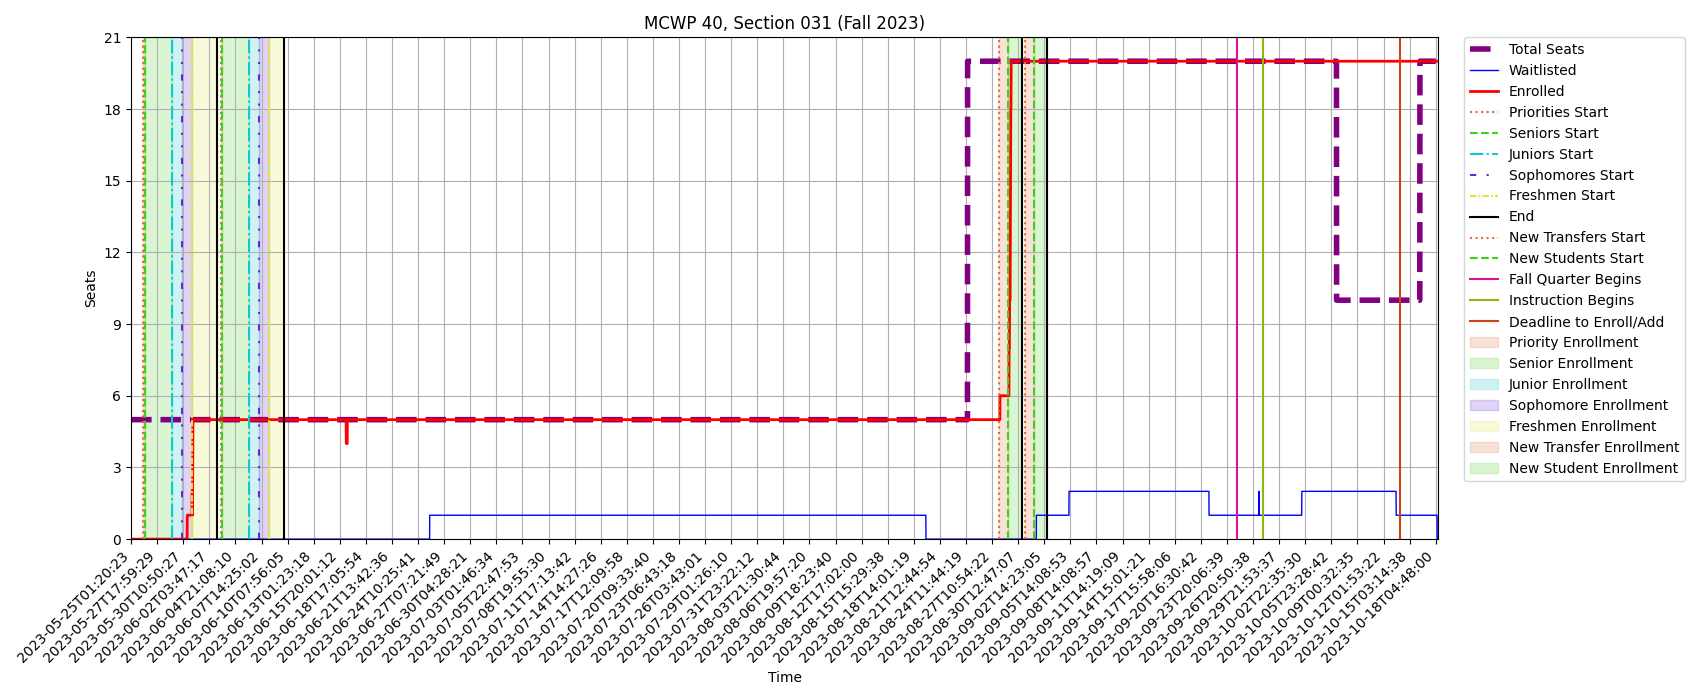 MCWP 40, Section 031 (Fall 2023)
21
18
15
12
9
6
3
0
Seats
2023-05-25T01:20:23
2023-05-27T17:59:29
2023-05-30T10:50:27
2023-06-02T03:47:17
2023-06-04T21:08:10
2023-06-07T14:25:02
2023-06-10T07:56:05
2023-06-13T01:23:18
2023-06-15T20:01:12
2023-06-18T17:05:54
2023-06-21T13:42:36
2023-06-24T10:25:41
2023-06-27T07:21:49
2023-06-30T04:28:21
2023-07-03T01:46:34
2023-07-05T22:47:53
2023-07-08T19:55:30
2023-07-11T17:13:42
2023-07-14T14:27:26
2023-07-17T12:09:58
2023-07-20T09:33:40
2023-07-23T06:43:18
2023-07-26T03:43:01
2023-07-29T01:26:10
2023-07-31T23:22:12
2023-08-03T21:30:44
2023-08-06T19:57:20
2023-08-09T18:23:40
2023-08-12T17:02:00
2023-08-15T15:29:38
2023-08-18T14:01:19
2023-08-21T12:44:54
2023-08-24T11:44:19
2023-08-27T10:54:22
2023-08-30T12:47:07
2023-09-02T14:23:05
2023-09-05T14:08:53
2023-09-08T14:08:57
2023-09-11T14:19:09
2023-09-14T15:01:21
2023-09-17T15:58:06
2023-09-20T16:30:42
2023-09-23T20:06:39
2023-09-26T20:50:38
2023-09-29T21:53:37
2023-10-02T22:35:30
2023-10-05T23:28:42
2023-10-09T00:32:35
2023-10-12T01:53:22
2023-10-15T03:14:38
2023-10-18T04:48:00
Time
Total Seats
Waitlisted
Enrolled
Priorities Start
Seniors Start
Juniors Start
Sophomores Start
Freshmen Start
End
New Transfers Start
New Students Start
Fall Quarter Begins
Instruction Begins
Deadline to Enroll/Add
Priority Enrollment
Senior Enrollment
Junior Enrollment
Sophomore Enrollment
Freshmen Enrollment
New Transfer Enrollment
New Student Enrollment